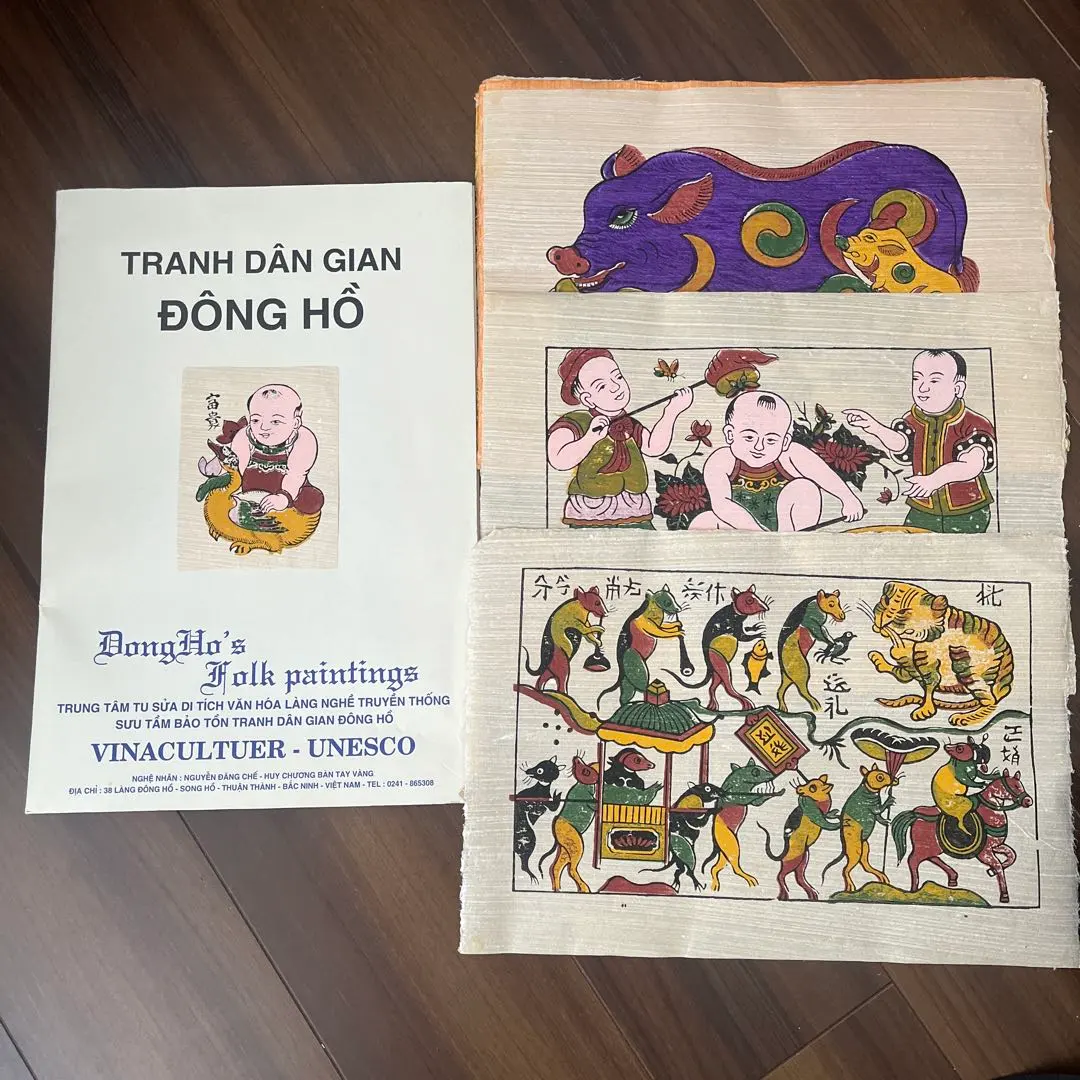 TRANH DÂN GIAN
ĐÔNG HỒ
富貴
DongHo's
Folk paintings
TRUNG TÂM TU SỬA DI TÍCH VĂN HÓA LÀNG NGHỀ TRUYỀN THỐNG
SƯU TẦM BẢO TỒN TRANH DÂN GIAN ĐÔNG HỒ
VINACULTUER - UNESCO
NGHỆ NHÂN : NGUYỄN ĐĂNG CHẾ - HUY CHƯƠNG BÀN TAY VÀNG
ĐỊA CHỈ : 38 LÀNG ĐÔNG HỒ - SONG HỒ - THUẬN THÀNH - BẮC NINH - VIỆT NAM - TEL : 0241 - 865308